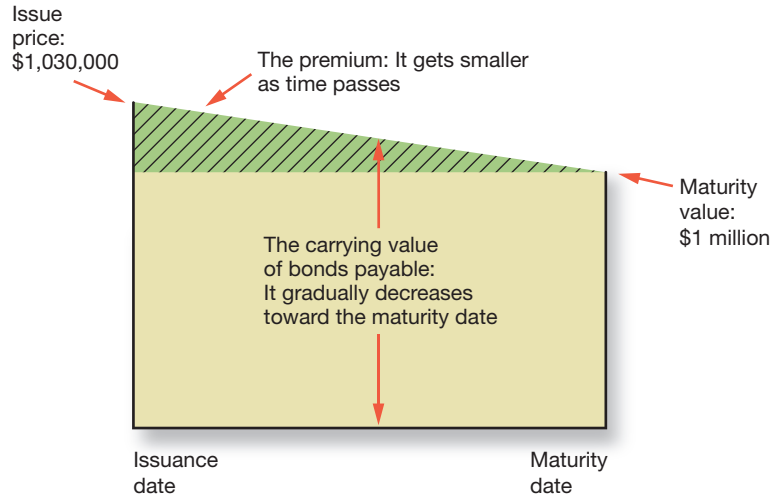 Issue
price:
$1,030,000
The premium: It gets smaller
as time passes
Maturity
value:
$1 million
The carrying value
of bonds payable:
It gradually decreases
toward the maturity date
Issuance
date
Maturity
date